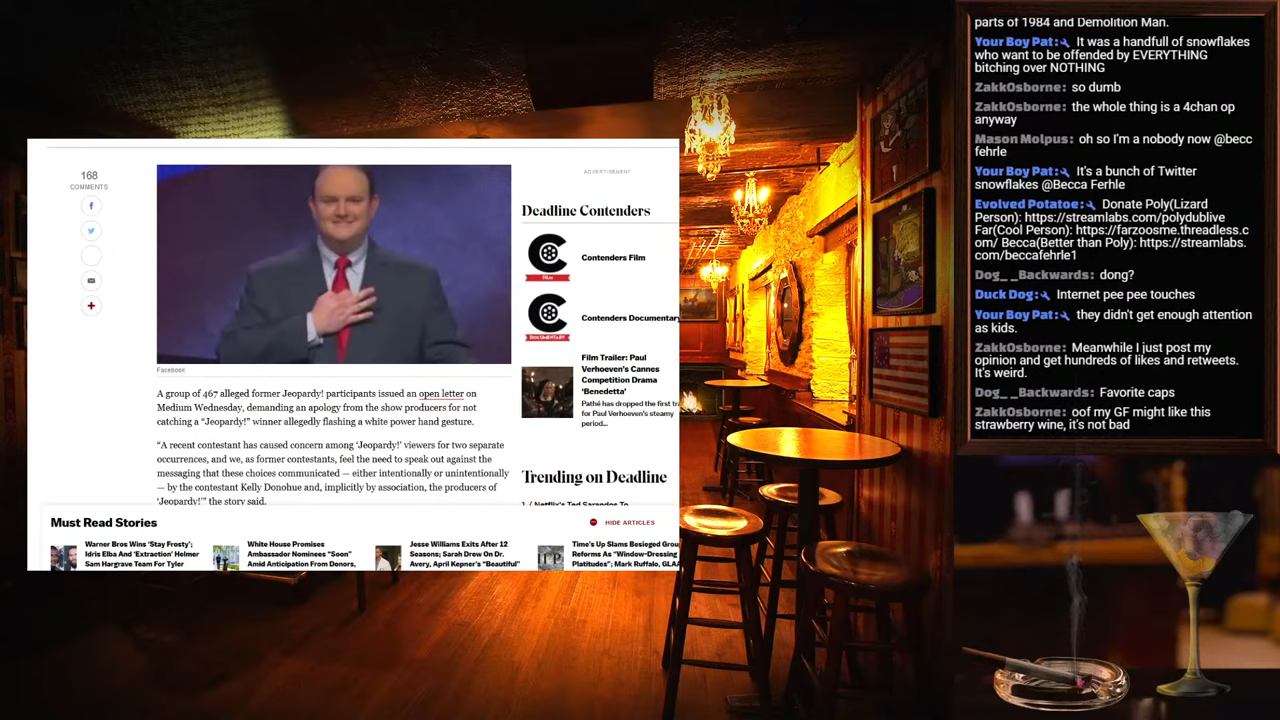 168
COMMENTS
Facebook
A group of 467 alleged former Jeopardy! participants issued an open letter on
Medium Wednesday, demanding an apology from the show producers for not
catching a “Jeopardy!” winner allegedly flashing a white power hand gesture.
“A recent contestant has caused concern among ‘Jeopardy!’ viewers for two separate
occurrences, and we, as former contestants, feel the need to speak out against the
messaging that these choices communicated — either intentionally or unintentionally
— by the contestant Kelly Donohue and, implicitly by association, the producers of
‘Jeopardy!’” the story said.
ADVERTISEMENT
Deadline Contenders
FILM
Contenders Film
DOCUMENTARY
Contenders Documentary
Film Trailer: Paul
Verhoeven's Cannes
Competition Drama
‘Benedetta’
Pathé has dropped the first tra
for Paul Verhoeven's steamy
period...
Trending on Deadline
1 / Netflix's Ted Sarandos To
Must Read Stories
HIDE ARTICLES
Warner Bros Wins ‘Stay Frosty’;
Idris Elba And ‘Extraction’ Helmer
Sam Hargrave Team For Tyler
White House Promises
Ambassador Nominees “Soon”
Amid Anticipation From Donors,
Jesse Williams Exits After 12
Seasons; Sarah Drew On Dr.
Avery, April Kepner's “Beautiful”
Time's Up Slams Besieged Grou
Reforms As “Window-Dressing
Platitudes”; Mark Ruffalo, GLAA
parts of 1984 and Demolition Man.
Your Boy Pat: It was a handfull of snowflakes
who want to be offended by EVERYTHING
bitching over NOTHING
ZakkOsborne: so dumb
ZakkOsborne: the whole thing is a 4chan op
anyway
Mason Molpus: oh so I'm a nobody now @becc
fehrle
Your Boy Pat: It's a bunch of Twitter
snowflakes @Becca Ferhle
Evolved Potatoe: Donate Poly(Lizard
Person): https://streamlabs.com/polydublive
Far(Cool Person): https://farzoosme.threadless.c
om/ Becca(Better than Poly): https://streamlabs.
com/beccafehrle1
Dog_ _Backwards: dong?
Duck Dog: Internet pee pee touches
Your Boy Pat: they didn't get enough attention
as kids.
ZakkOsborne: Meanwhile I just post my
opinion and get hundreds of likes and retweets.
It's weird.
Dog_ _Backwards: Favorite caps
ZakkOsborne: oof my GF might like this
strawberry wine, it's not bad